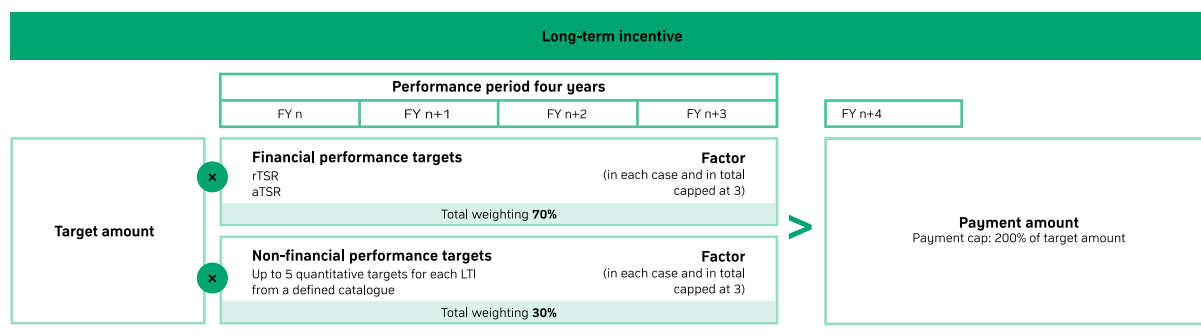 Long-term incentive
Performance period four years
FY n
FY n+1
FY n+2
FY n+3
FY n+4
Target amount
×
Financial performance targets
rTSR
aTSR
Factor
(in each case and in total
capped at 3)
Total weighting 70%
×
Non-financial performance targets
Up to 5 quantitative targets for each LTI
from a defined catalogue
Factor
(in each case and in total
capped at 3)
Total weighting 30%
>
Payment amount
Payment cap: 200% of target amount